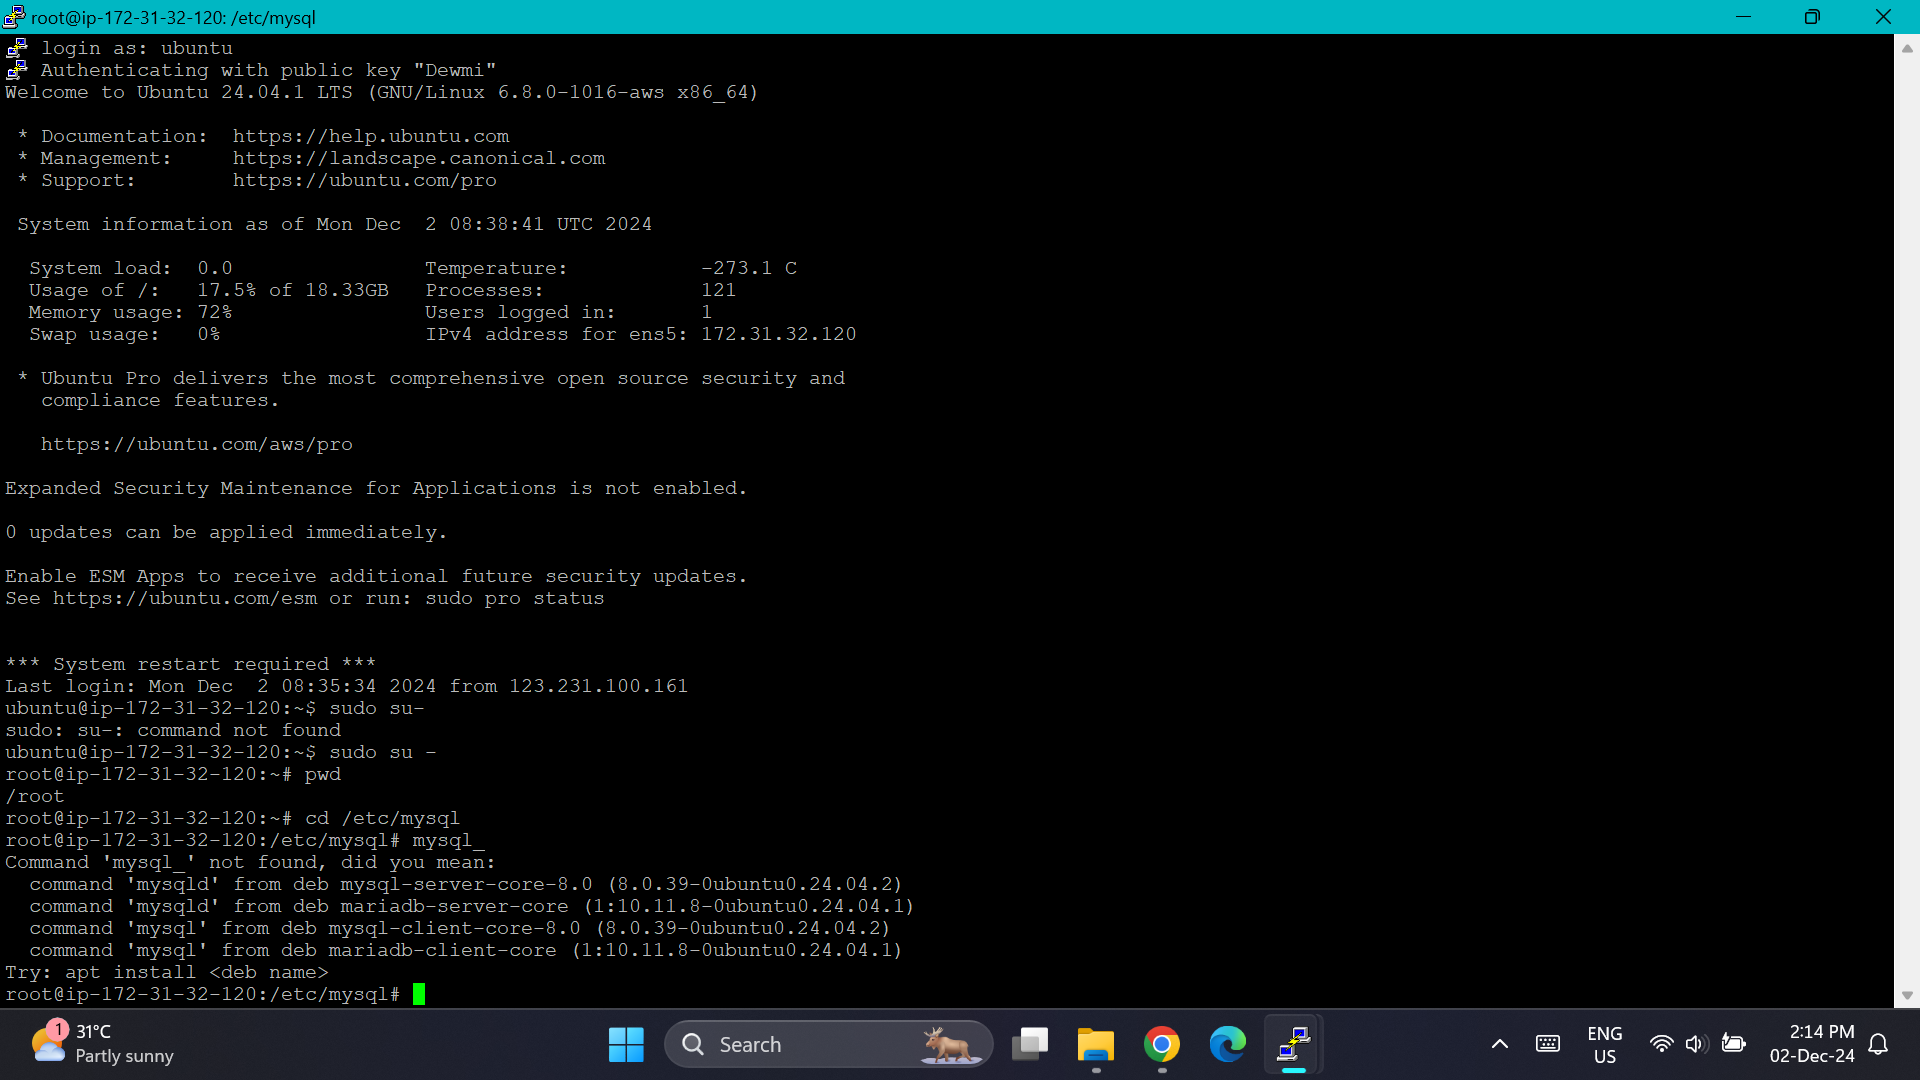 root@ip-172-31-32-120: /etc/mysql
login as: ubuntu
Authenticating with public key "Dewmi"
Welcome to Ubuntu 24.04.1 LTS (GNU/Linux 6.8.0-1016-aws x86_64)
* Documentation:  https://help.ubuntu.com
* Management:     https://landscape.canonical.com
* Support:        https://ubuntu.com/pro
System information as of Mon Dec  2 08:38:41 UTC 2024
System load:  0.0                Temperature:           -273.1 C
Usage of /:   17.5% of 18.33GB   Processes:             121
Memory usage: 72%                Users logged in:       1
Swap usage:   0%                 IPv4 address for ens5: 172.31.32.120
* Ubuntu Pro delivers the most comprehensive open source security and
compliance features.
https://ubuntu.com/aws/pro
Expanded Security Maintenance for Applications is not enabled.
0 updates can be applied immediately.
Enable ESM Apps to receive additional future security updates.
See https://ubuntu.com/esm or run: sudo pro status
*** System restart required ***
Last login: Mon Dec  2 08:35:34 2024 from 123.231.100.161
ubuntu@ip-172-31-32-120:~$ sudo su-
sudo: su-: command not found
ubuntu@ip-172-31-32-120:~$ sudo su -
root@ip-172-31-32-120:~# pwd
/root
root@ip-172-31-32-120:~# cd /etc/mysql
root@ip-172-31-32-120:/etc/mysql# mysql_
Command 'mysql_' not found, did you mean:
command 'mysqld' from deb mysql-server-core-8.0 (8.0.39-0ubuntu0.24.04.2)
command 'mysqld' from deb mariadb-server-core (1:10.11.8-0ubuntu0.24.04.1)
command 'mysql' from deb mysql-client-core-8.0 (8.0.39-0ubuntu0.24.04.2)
command 'mysql' from deb mariadb-client-core (1:10.11.8-0ubuntu0.24.04.1)
Try: apt install <deb name>
root@ip-172-31-32-120:/etc/mysql#
1
31°C
Partly sunny
Search
ENG
US
2:14 PM
02-Dec-24